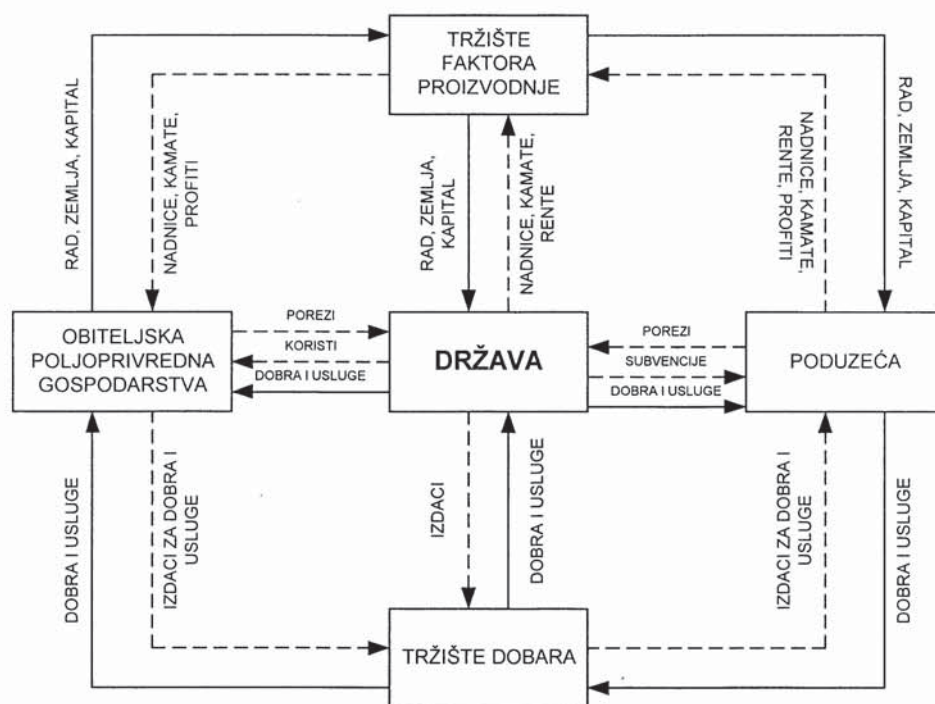 TRŽIŠTE
FAKTORA
PROIZVODNJE
RAD, ZEMLJA, KAPITAL
NADNICE, KAMATE,
PROFITI
RAD, ZEMLJA,
KAPITAL
NADNICE, KAMATE,
RENTE
NADNICE, KAMATE,
RENTE, PROFITI
RAD, ZEMLJA, KAPITAL
OBITELJSKA
POLJOPRIVREDNA
GOSPODARSTVA
POREZI
KORISTI
DOBRA I USLUGE
DRŽAVA
POREZI
SUBVENCIJE
DOBRA I USLUGE
PODUZEĆA
DOBRA I USLUGE
IZDACI ZA DOBRA I
USLUGE
IZDACI
DOBRA I USLUGE
IZDACI ZA DOBRA I
USLUGE
DOBRA I USLUGE
TRŽIŠTE DOBARA